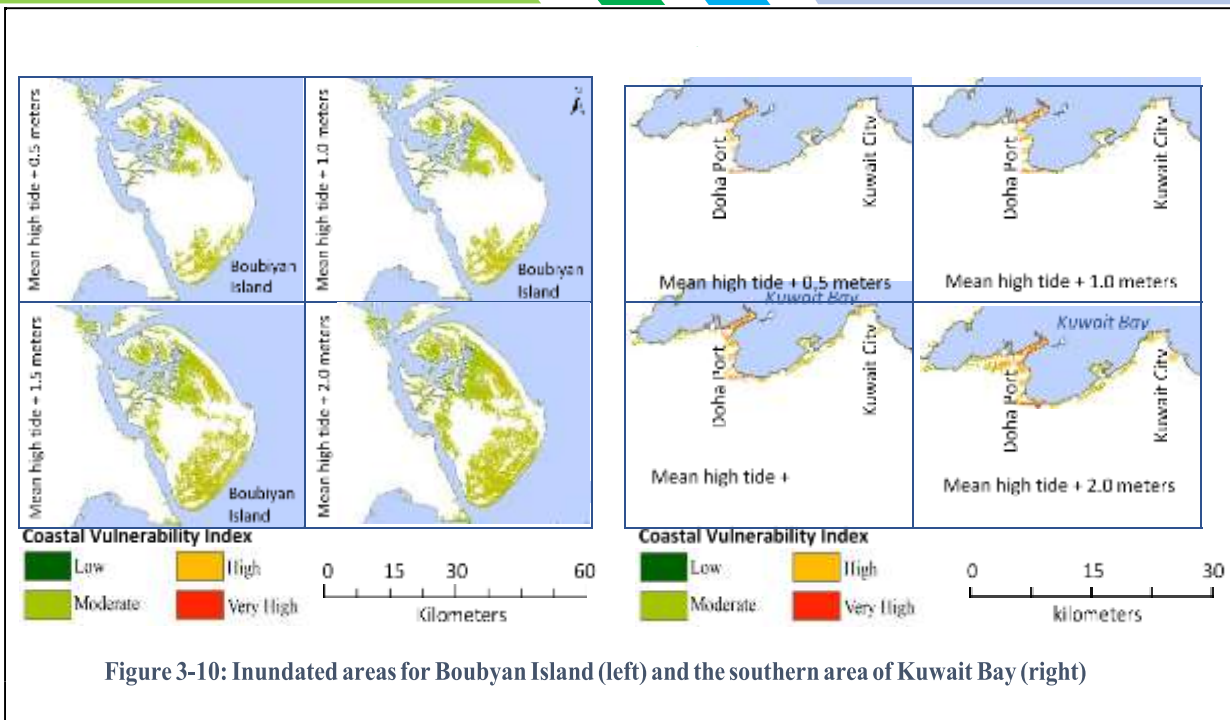 Mean high tide + 0.5 meters
Boubiyan
Island
Mean high tide + 1.0 meters
N
Boubiyan
Island
Mean high tide + 1.5 meters
Boubiyan
Island
Mean high tide + 2.0 meters
Coastal Vulnerability Index
Low
High
Moderate
Very High
0 15 30 60
Kilometers
Doha Port
Kuwait City
Mean high tide + 0.5 meters
Doha Port
Kuwait City
Mean high tide + 1.0 meters
Kuwait Bay
Doha Port
Kuwait City
Mean high tide +
Kuwait Bay
Doha Port
Kuwait City
Mean high tide + 2.0 meters
Coastal Vulnerability Index
Low
High
Moderate
Very High
0 15 30
kilometers
Figure 3-10: Inundated areas for Boubyan Island (left) and the southern area of Kuwait Bay (right)